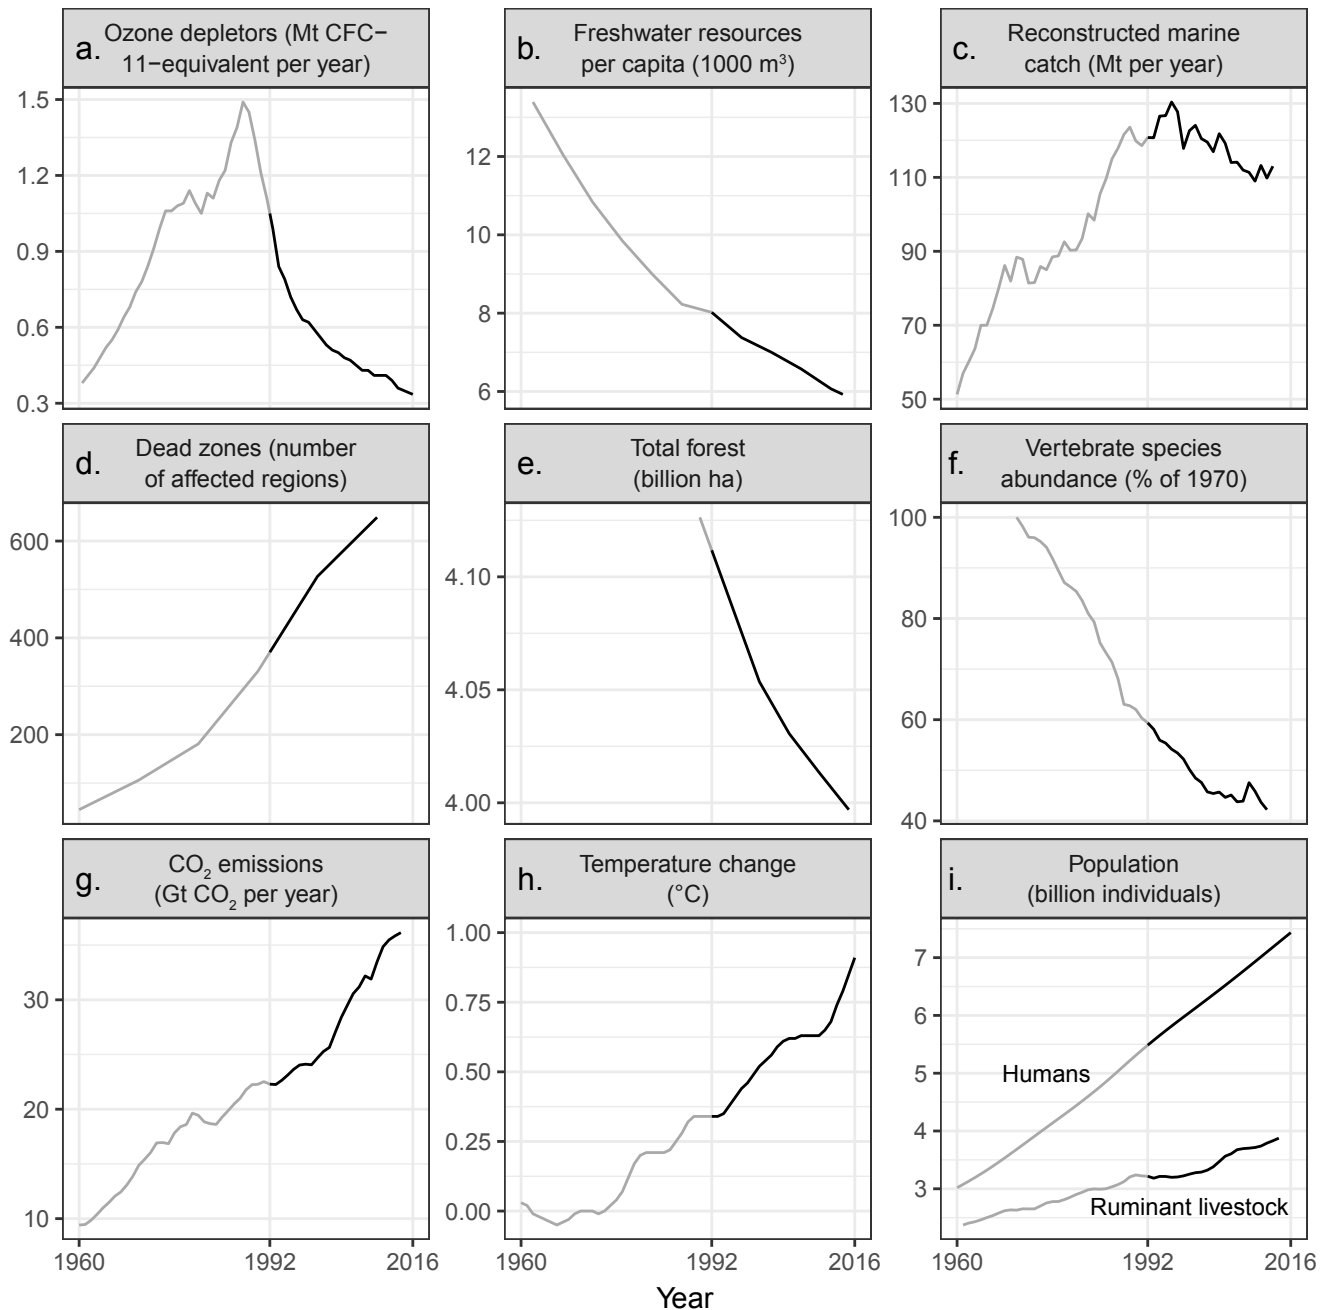 a.
Ozone depletors (Mt CFC−
11−equivalent per year)
b.
Freshwater resources
per capita (1000 m³)
c.
Reconstructed marine
catch (Mt per year)
1.5
1.2
0.9
0.6
0.3
12
10
8
6
130
110
90
70
50
d.
Dead zones (number
of affected regions)
e.
Total forest
(billion ha)
f.
Vertebrate species
abundance (% of 1970)
600
400
200
4.10
4.05
4.00
100
80
60
40
g.
CO₂ emissions
(Gt CO₂ per year)
h.
Temperature change
(°C)
i.
Population
(billion individuals)
30
20
10
1.00
0.75
0.50
0.25
0.00
7
6
5
4
3
Humans
Ruminant livestock
1960 1992 2016
1960 1992 2016
1960 1992 2016
Year